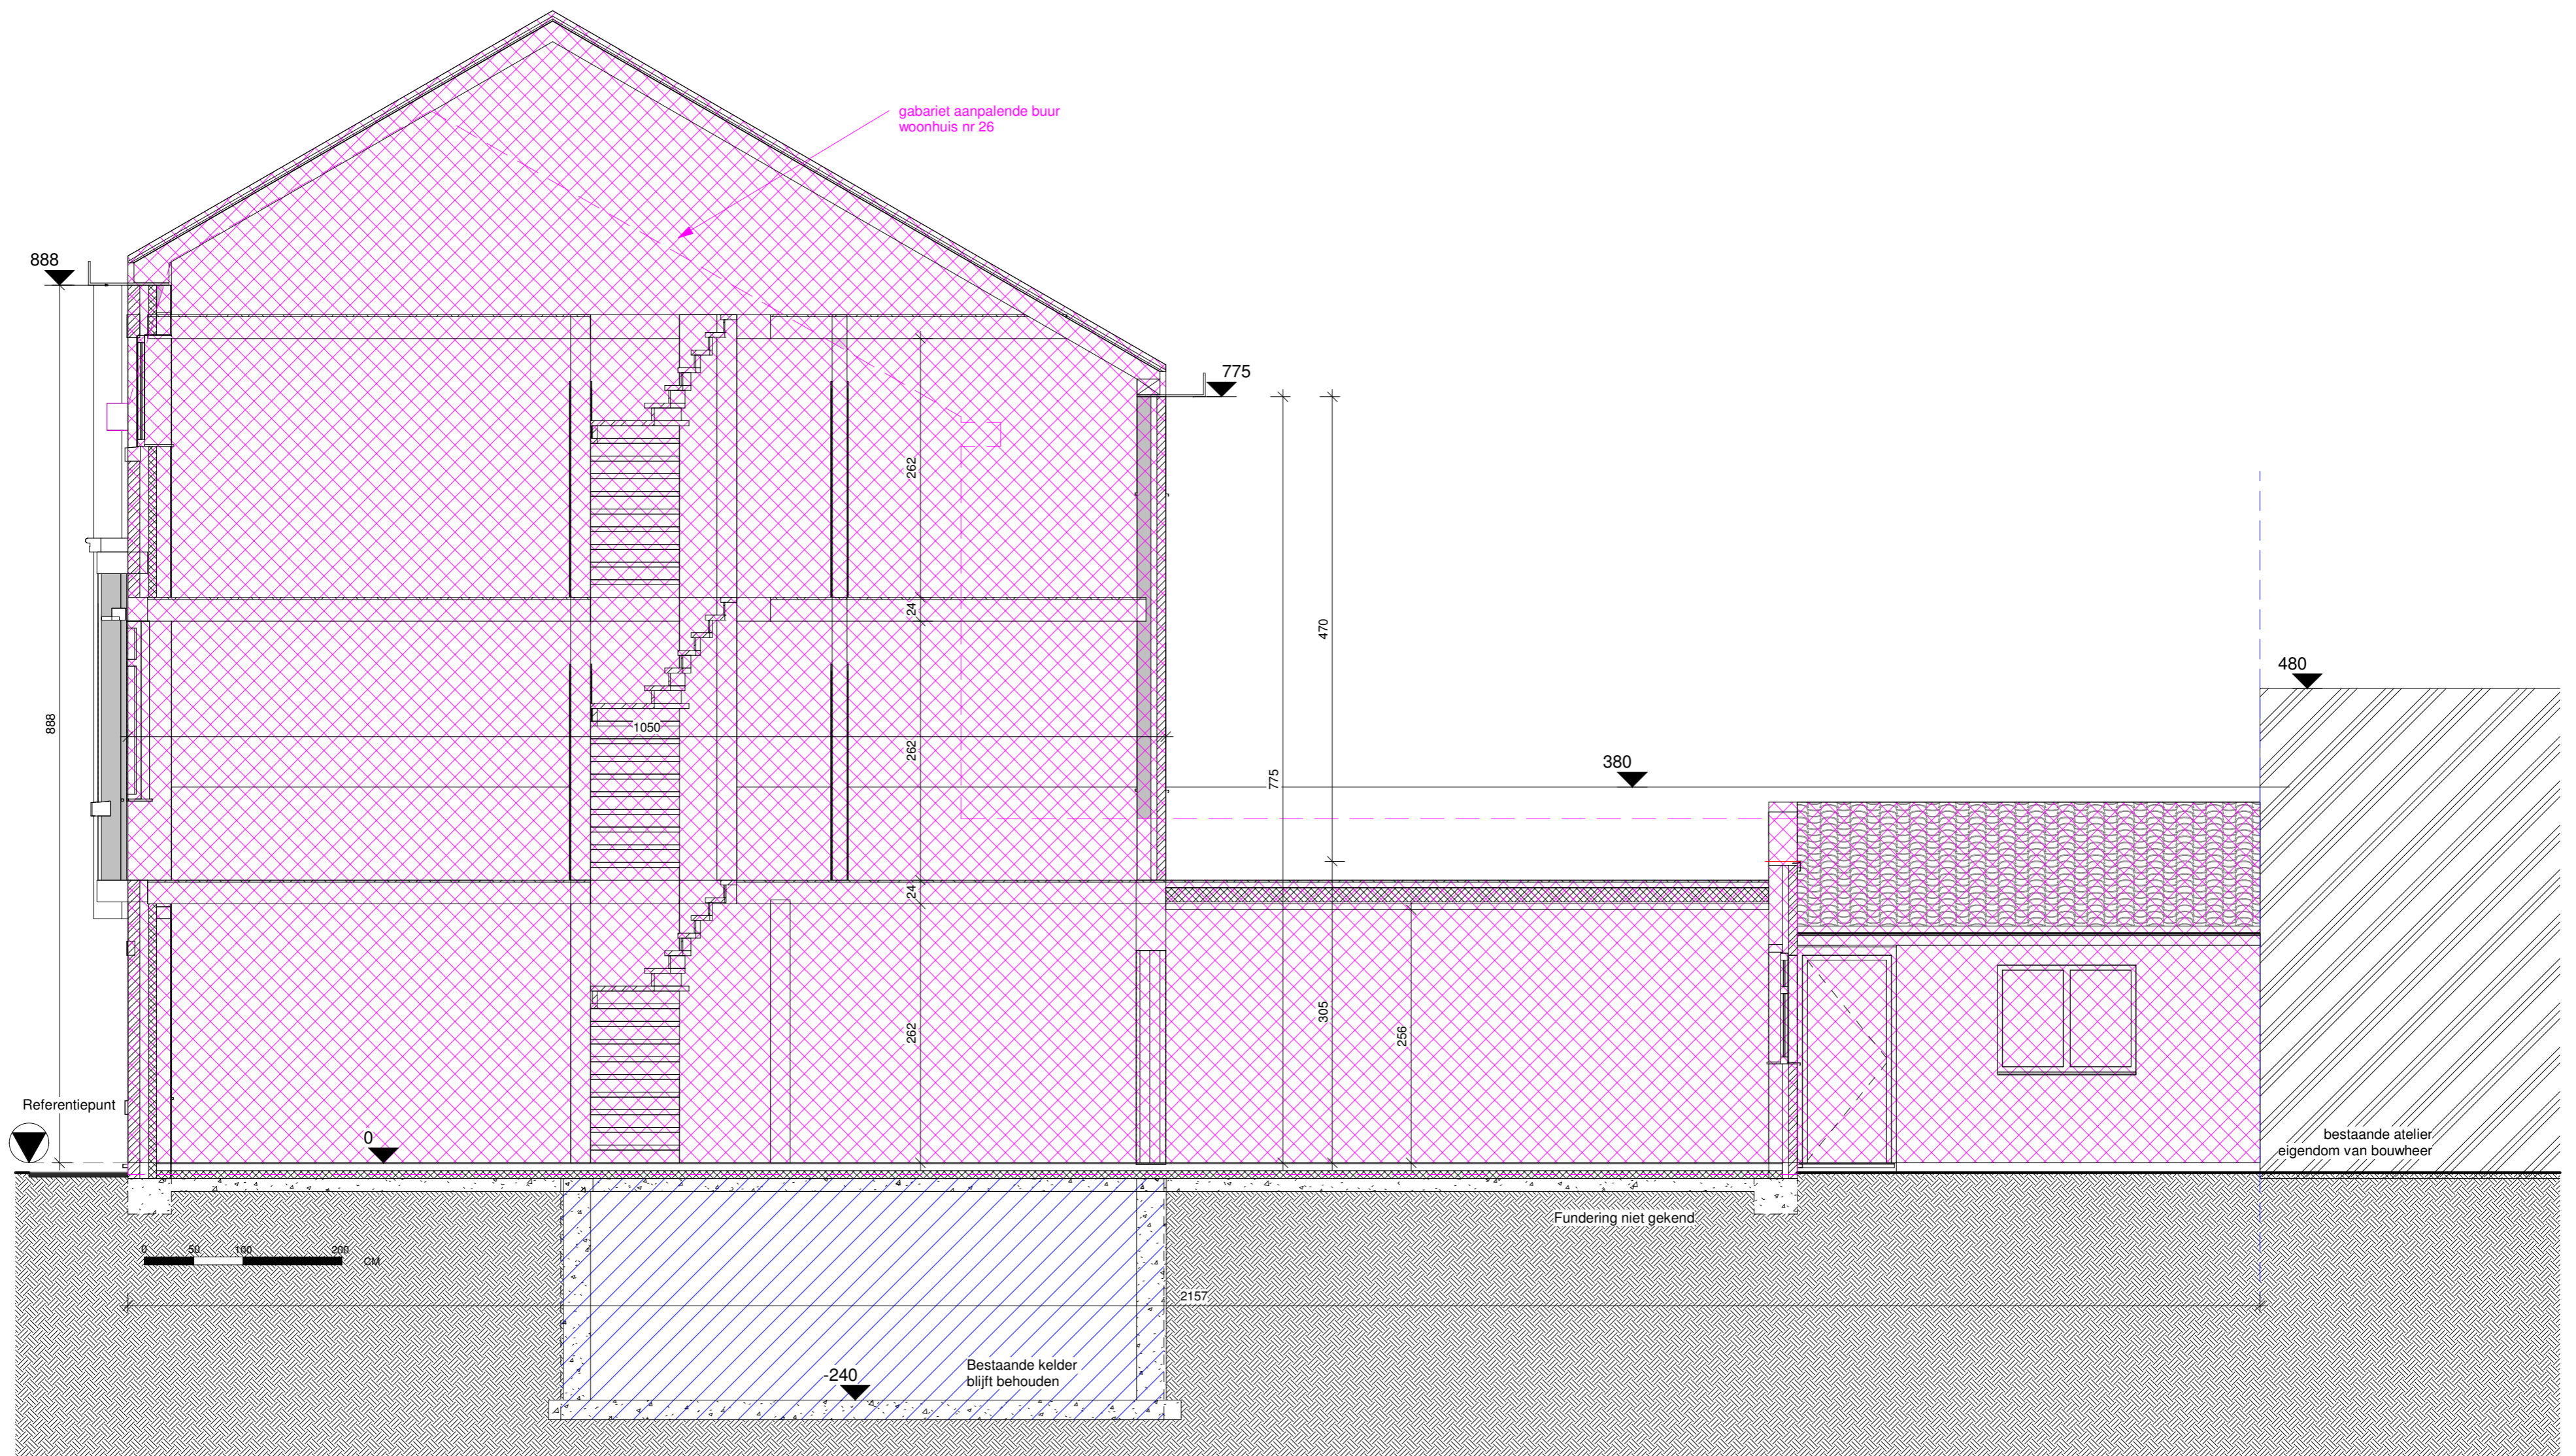 gabariet aanpalende buur
woonhuis nr 26
888
775
262
470
24
480
888
1050
380
262
775
24
305
256
262
Referentiepunt
0
bestaande atelier
eigendom van bouwheer
Fundering niet gekend
0 50 100 200
CM
2157
Bestaande kelder
blijft behouden
-240